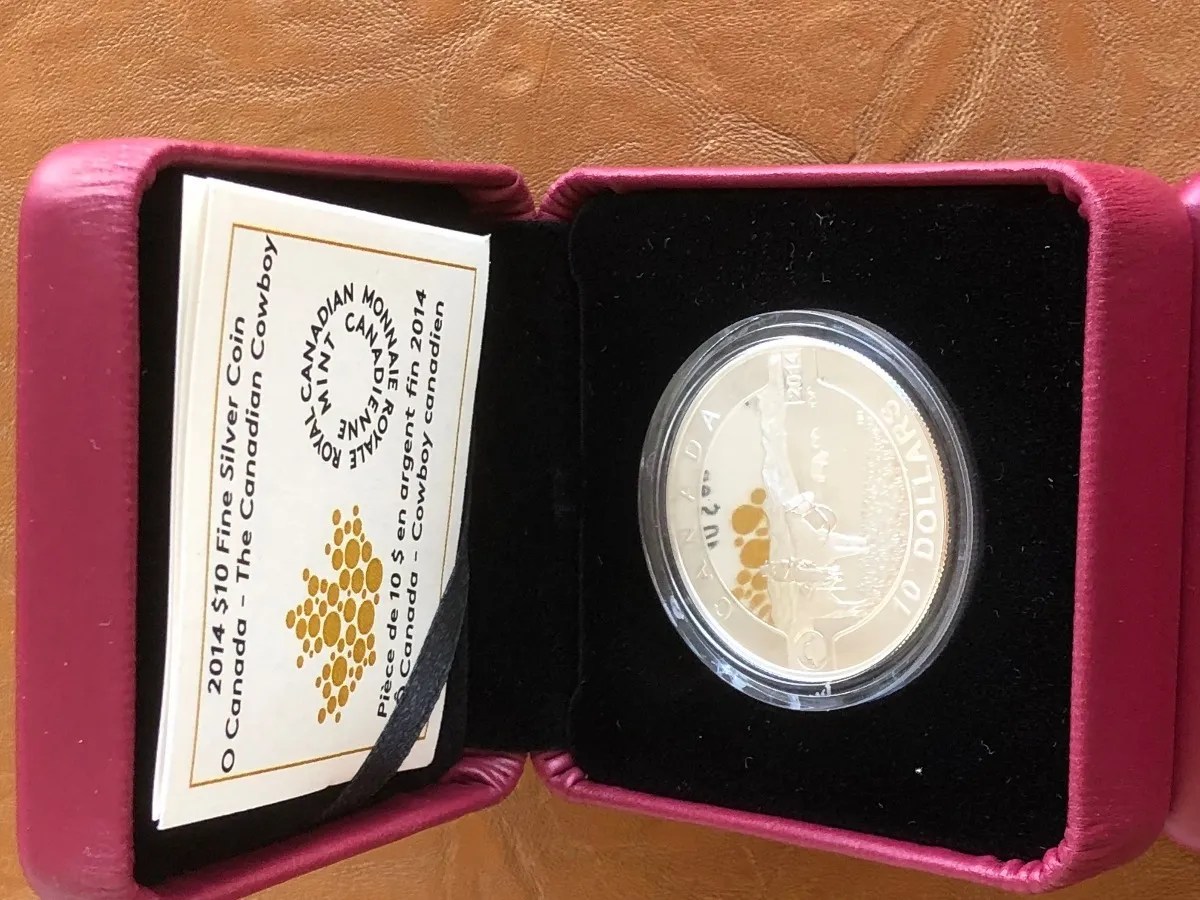 2014 $10 Fine Silver Coin
O Canada – The Canadian Cowboy
ROYAL CANADIAN MINT
MONNAIE ROYALE CANADIENNE
Pièce de 10 $ en argent fin 2014
Ô Canada – Cowboy canadien
CANADA
2014
10 DOLLARS